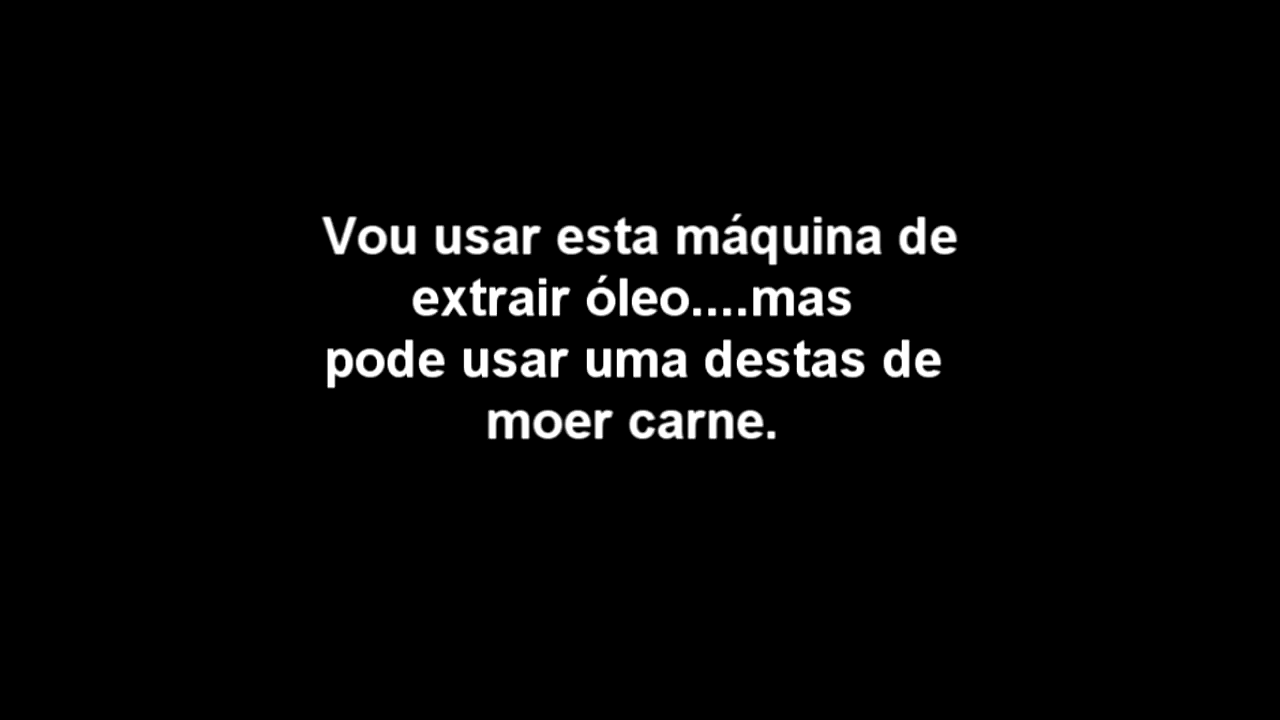 Vou usar esta máquina de
extrair óleo....mas
pode usar uma destas de
moer carne.